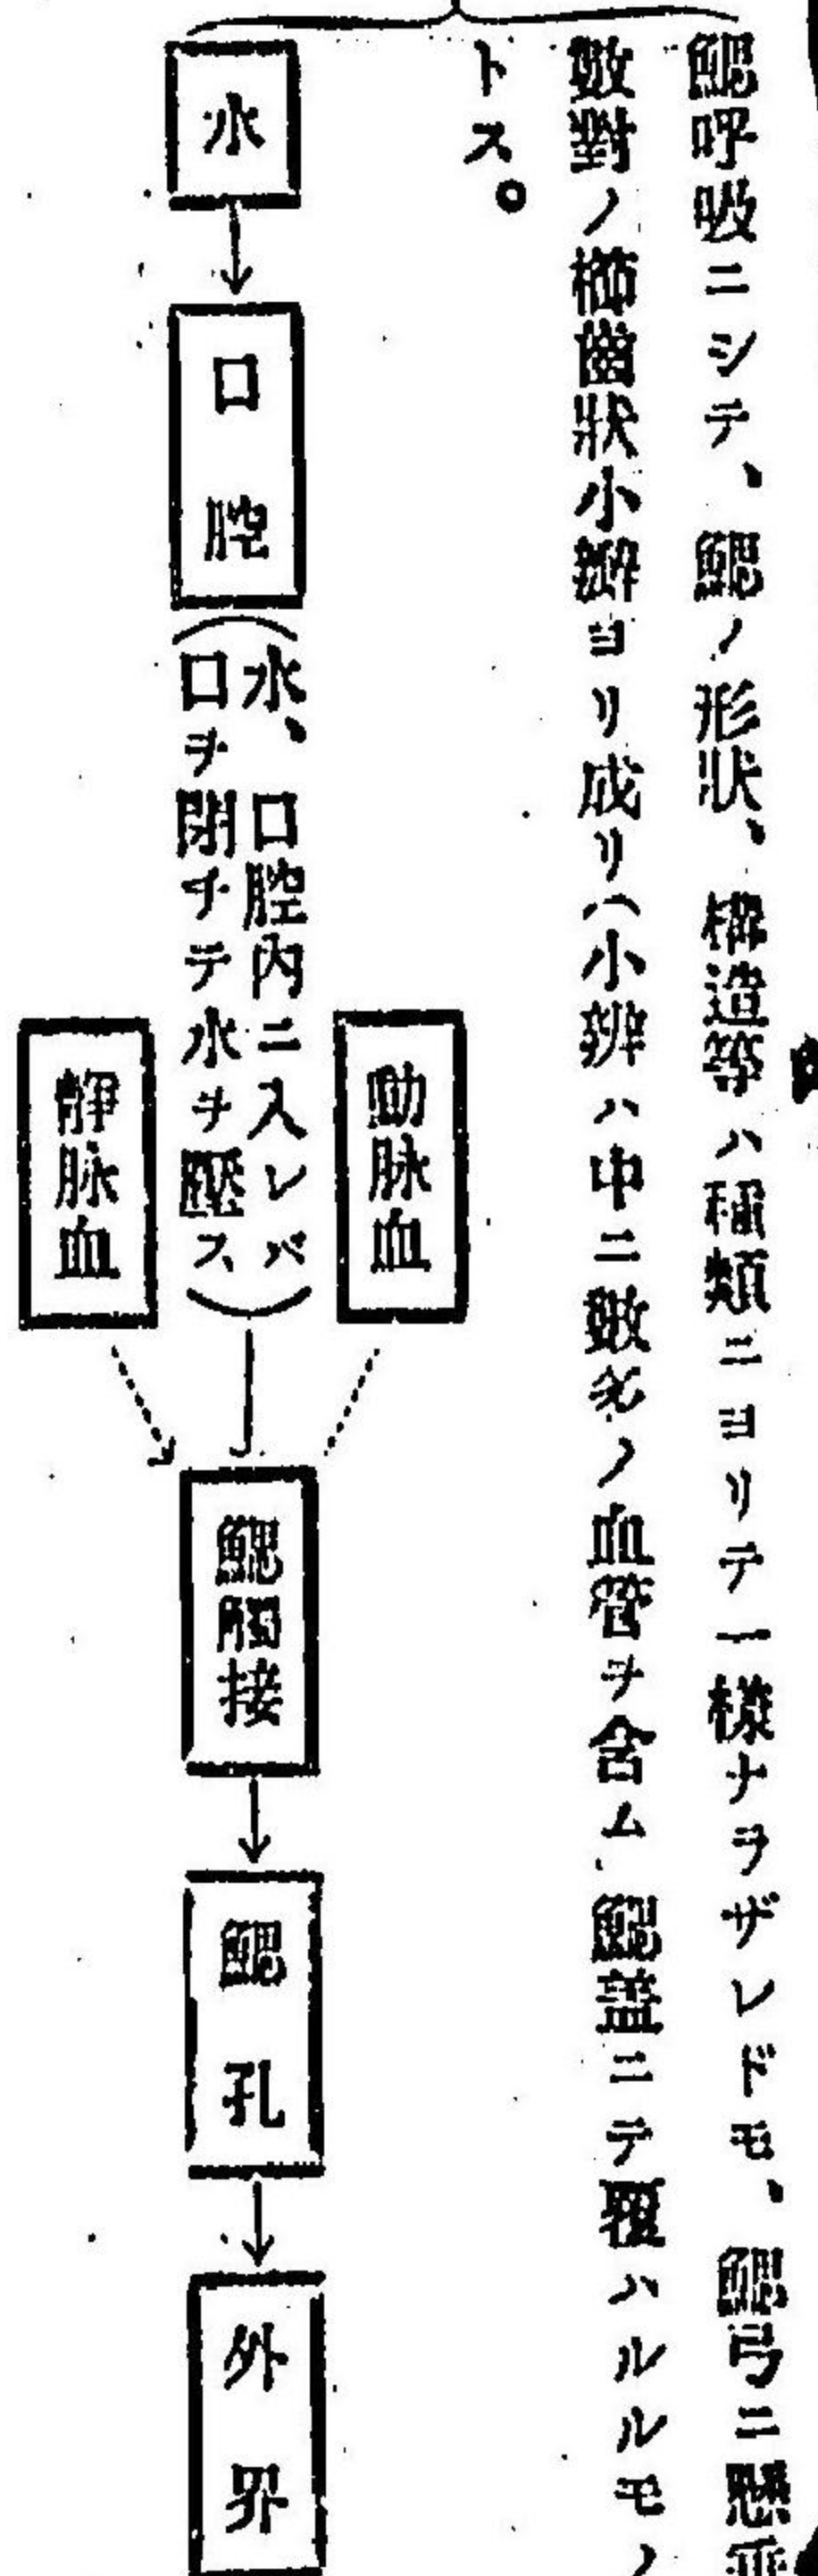 鰓呼吸ニシテ、鰓ノ形狀、構造等ハ種類ニヨリテ一樣ナラザレドモ、鰓弓ニ懸垂
數對ノ櫛齒狀小瓣ヨリ成リ(小瓣ハ中ニ數多ノ血管ヲ含ム 鰓蓋ニテ覆ハルルモノ
トス。
水
口腔
(水、口腔內ニ入レバ
口ヲ閉チテ水ヲ壓ス)
動脉血
靜脉血
鰓觸接
鰓孔
外界